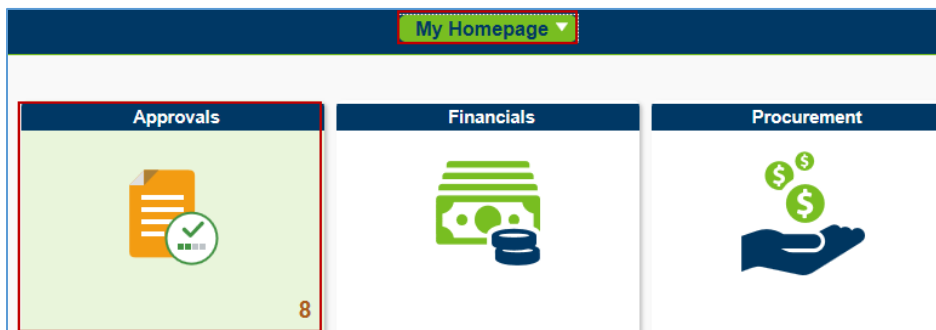 My Homepage
Approvals
Financials
Procurement
$
$
$
8